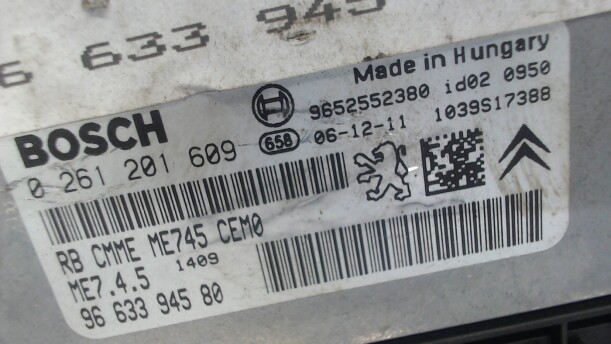 6 633 945
Made in Hungary
BOSCH
9652552380 id02 0950
0 261 201 609
658 06-12-11 1039S17388
RB CMME ME745 CEM0
ME7.4.5 1409
96 633 945 80